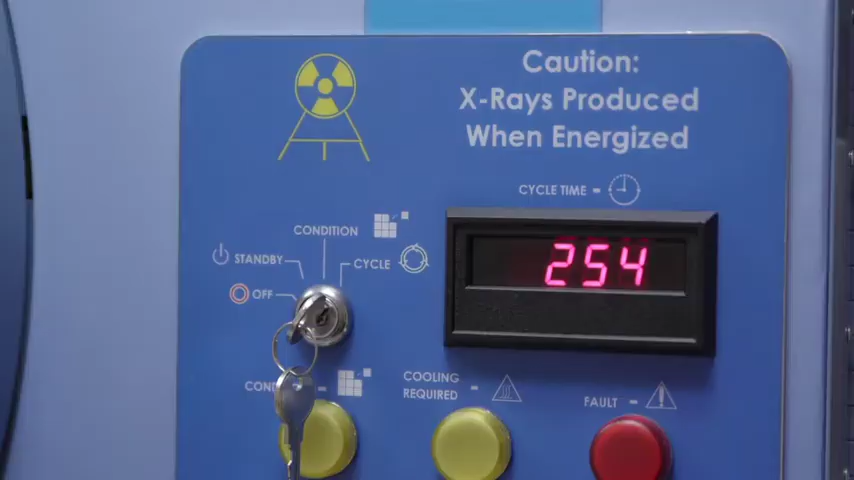 Caution:
X-Rays Produced
When Energized
CYCLE TIME -
CONDITION
STANDBY
CYCLE
OFF
254
COOLING
REQUIRED -
FAULT -